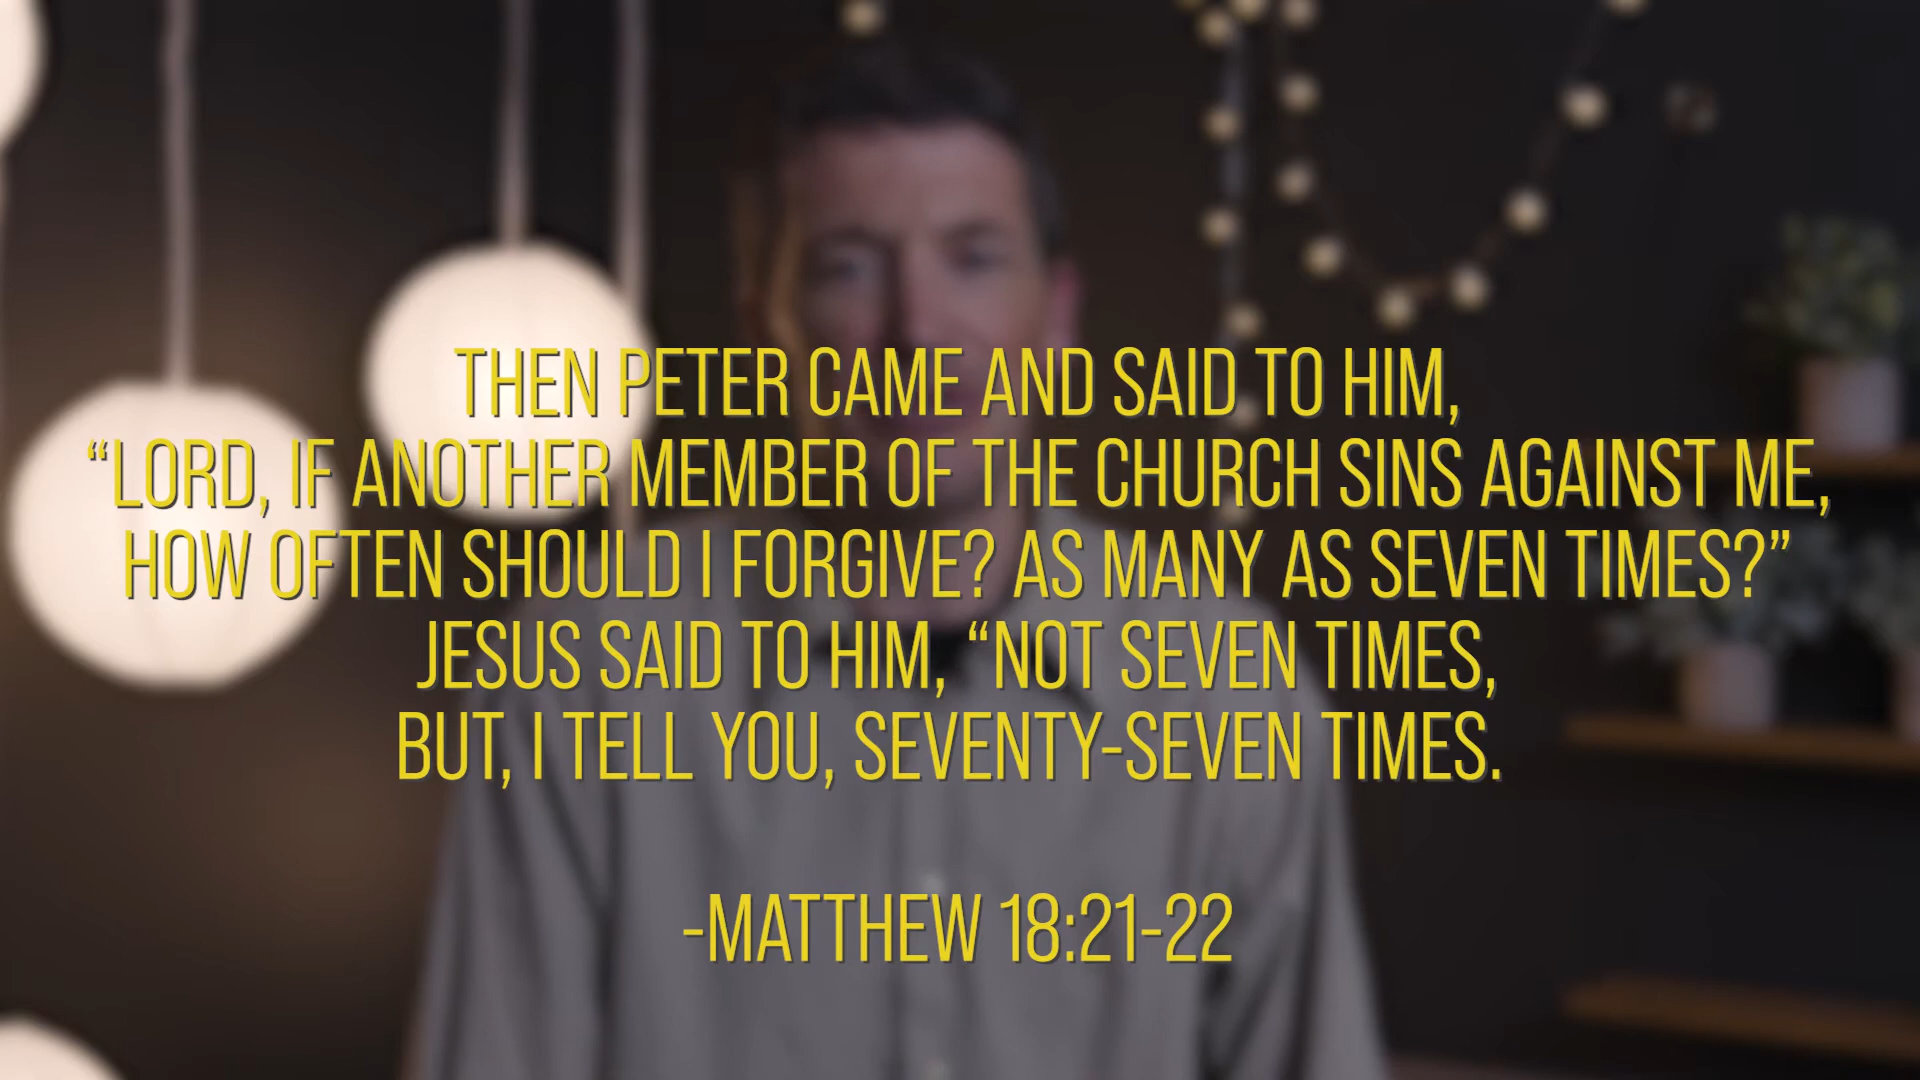 THEN PETER CAME AND SAID TO HIM,
“LORD, IF ANOTHER MEMBER OF THE CHURCH SINS AGAINST ME,
HOW OFTEN SHOULD I FORGIVE? AS MANY AS SEVEN TIMES?”
JESUS SAID TO HIM, “NOT SEVEN TIMES,
BUT, I TELL YOU, SEVENTY-SEVEN TIMES.
-MATTHEW 18:21-22